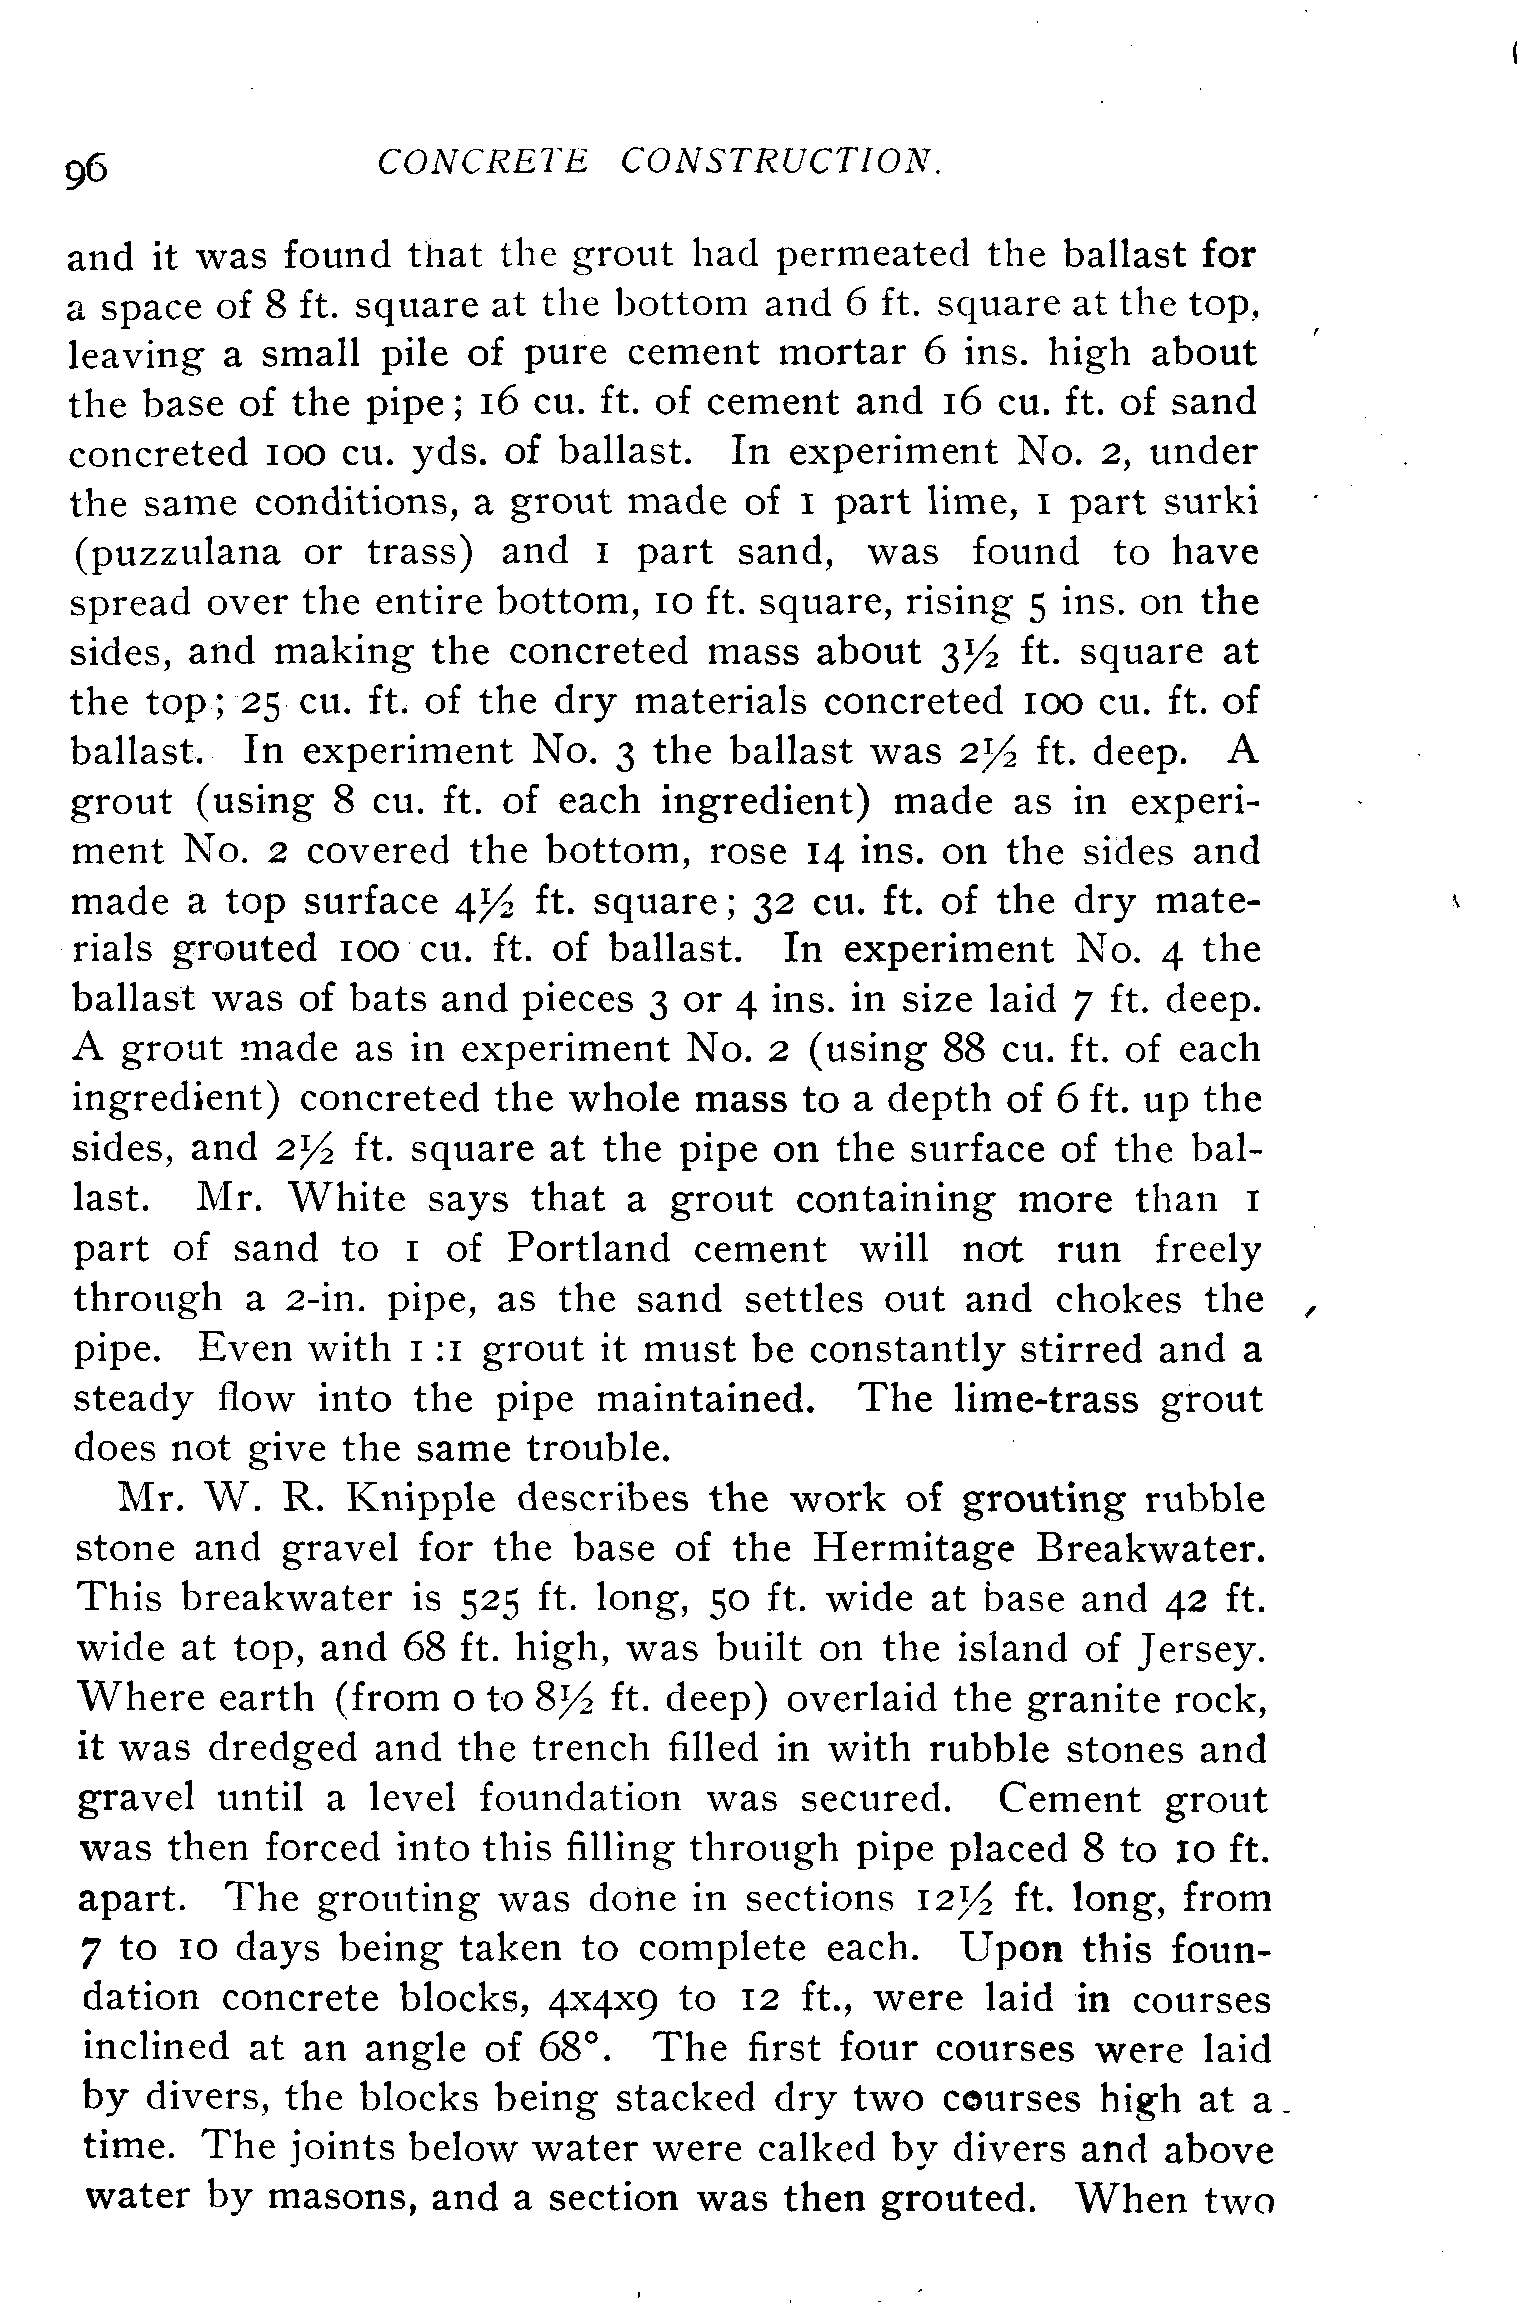 96 CONCRETE CONSTRUCTION.
and it was found that the grout had permeated the ballast for
a space of 8 ft. square at the bottom and 6 ft. square at the top,
leaving a small pile of pure cement mortar 6 ins. high about
the base of the pipe; 16 cu. ft. of cement and 16 cu. ft. of sand
concreted 100 cu. yds. of ballast. In experiment No. 2, under
the same conditions, a grout made of 1 part lime, 1 part surki
(puzzulana or trass) and 1 part sand, was found to have
spread over the entire bottom, 10 ft. square, rising 5 ins. on the
sides, and making the concreted mass about 3½ ft. square at
the top; 25 cu. ft. of the dry materials concreted 100 cu. ft. of
ballast. In experiment No. 3 the ballast was 2½ ft. deep. A
grout (using 8 cu. ft. of each ingredient) made as in experi-
ment No. 2 covered the bottom, rose 14 ins. on the sides and
made a top surface 4½ ft. square; 32 cu. ft. of the dry mate-
rials grouted 100 cu. ft. of ballast. In experiment No. 4 the
ballast was of bats and pieces 3 or 4 ins. in size laid 7 ft. deep.
A grout made as in experiment No. 2 (using 88 cu. ft. of each
ingredient) concreted the whole mass to a depth of 6 ft. up the
sides, and 2½ ft. square at the pipe on the surface of the bal-
last. Mr. White says that a grout containing more than 1
part of sand to 1 of Portland cement will not run freely
through a 2-in. pipe, as the sand settles out and chokes the
pipe. Even with 1:1 grout it must be constantly stirred and a
steady flow into the pipe maintained. The lime-trass grout
does not give the same trouble.
Mr. W. R. Knipple describes the work of grouting rubble
stone and gravel for the base of the Hermitage Breakwater.
This breakwater is 525 ft. long, 50 ft. wide at base and 42 ft.
wide at top, and 68 ft. high, was built on the island of Jersey.
Where earth (from 0 to 8½ ft. deep) overlaid the granite rock,
it was dredged and the trench filled in with rubble stones and
gravel until a level foundation was secured. Cement grout
was then forced into this filling through pipe placed 8 to 10 ft.
apart. The grouting was done in sections 12½ ft. long, from
7 to 10 days being taken to complete each. Upon this foun-
dation concrete blocks, 4x4x9 to 12 ft., were laid in courses
inclined at an angle of 68°. The first four courses were laid
by divers, the blocks being stacked dry two courses high at a
time. The joints below water were calked by divers and above
water by masons, and a section was then grouted. When two